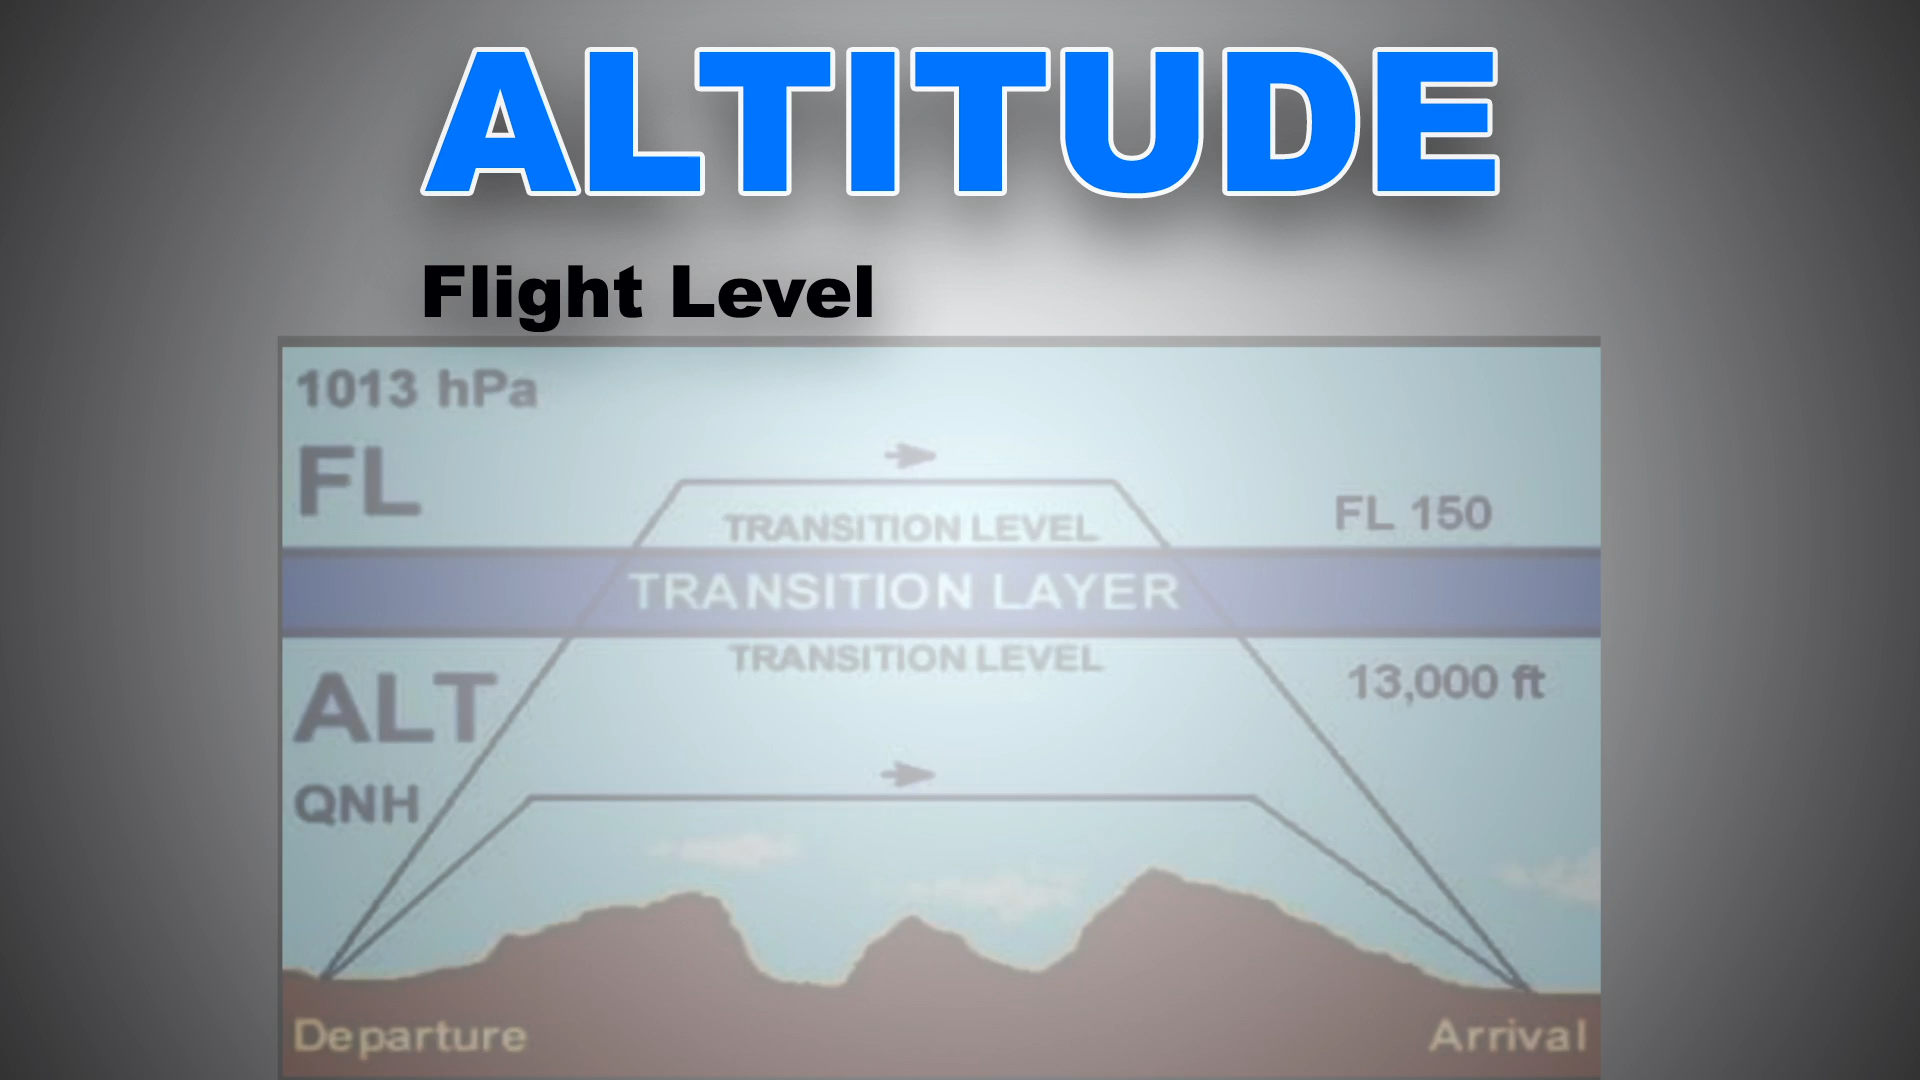 ALTITUDE
Flight Level
1013 hPa
FL
TRANSITION LEVEL
FL 150
TRANSITION LAYER
TRANSITION LEVEL
13,000 ft
ALT
QNH
Departure
Arrival